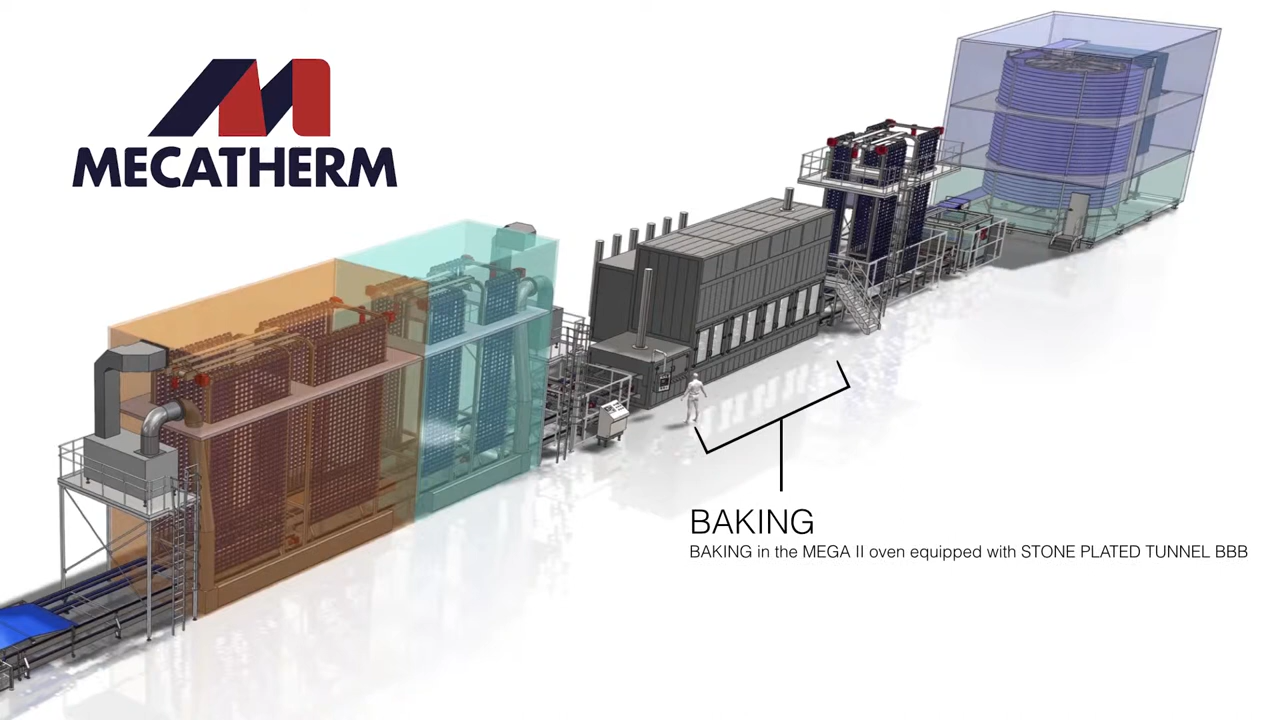 MECATHERM
BAKING
BAKING in the MEGA II oven equipped with STONE PLATED TUNNEL BBB